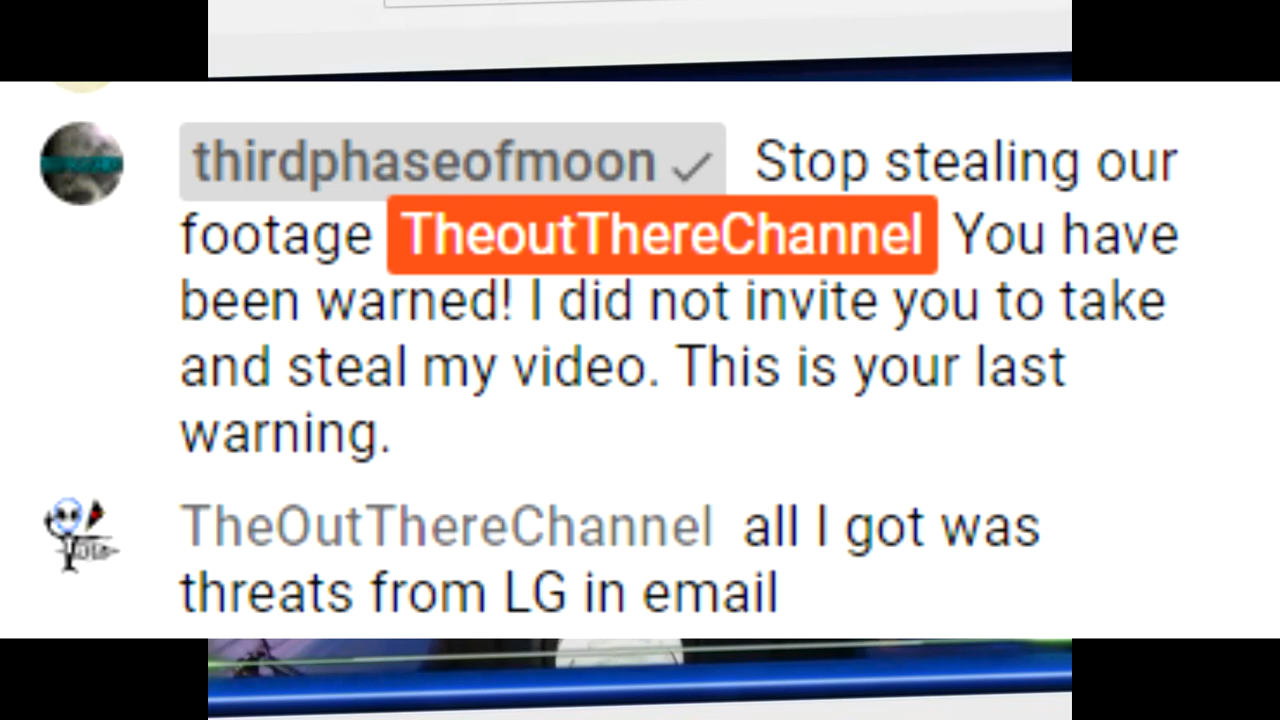 thirdphaseofmoon ✓ Stop stealing our
footage TheoutThereChannel You have
been warned! I did not invite you to take
and steal my video. This is your last
warning.
TheOutThereChannel all I got was
threats from LG in email